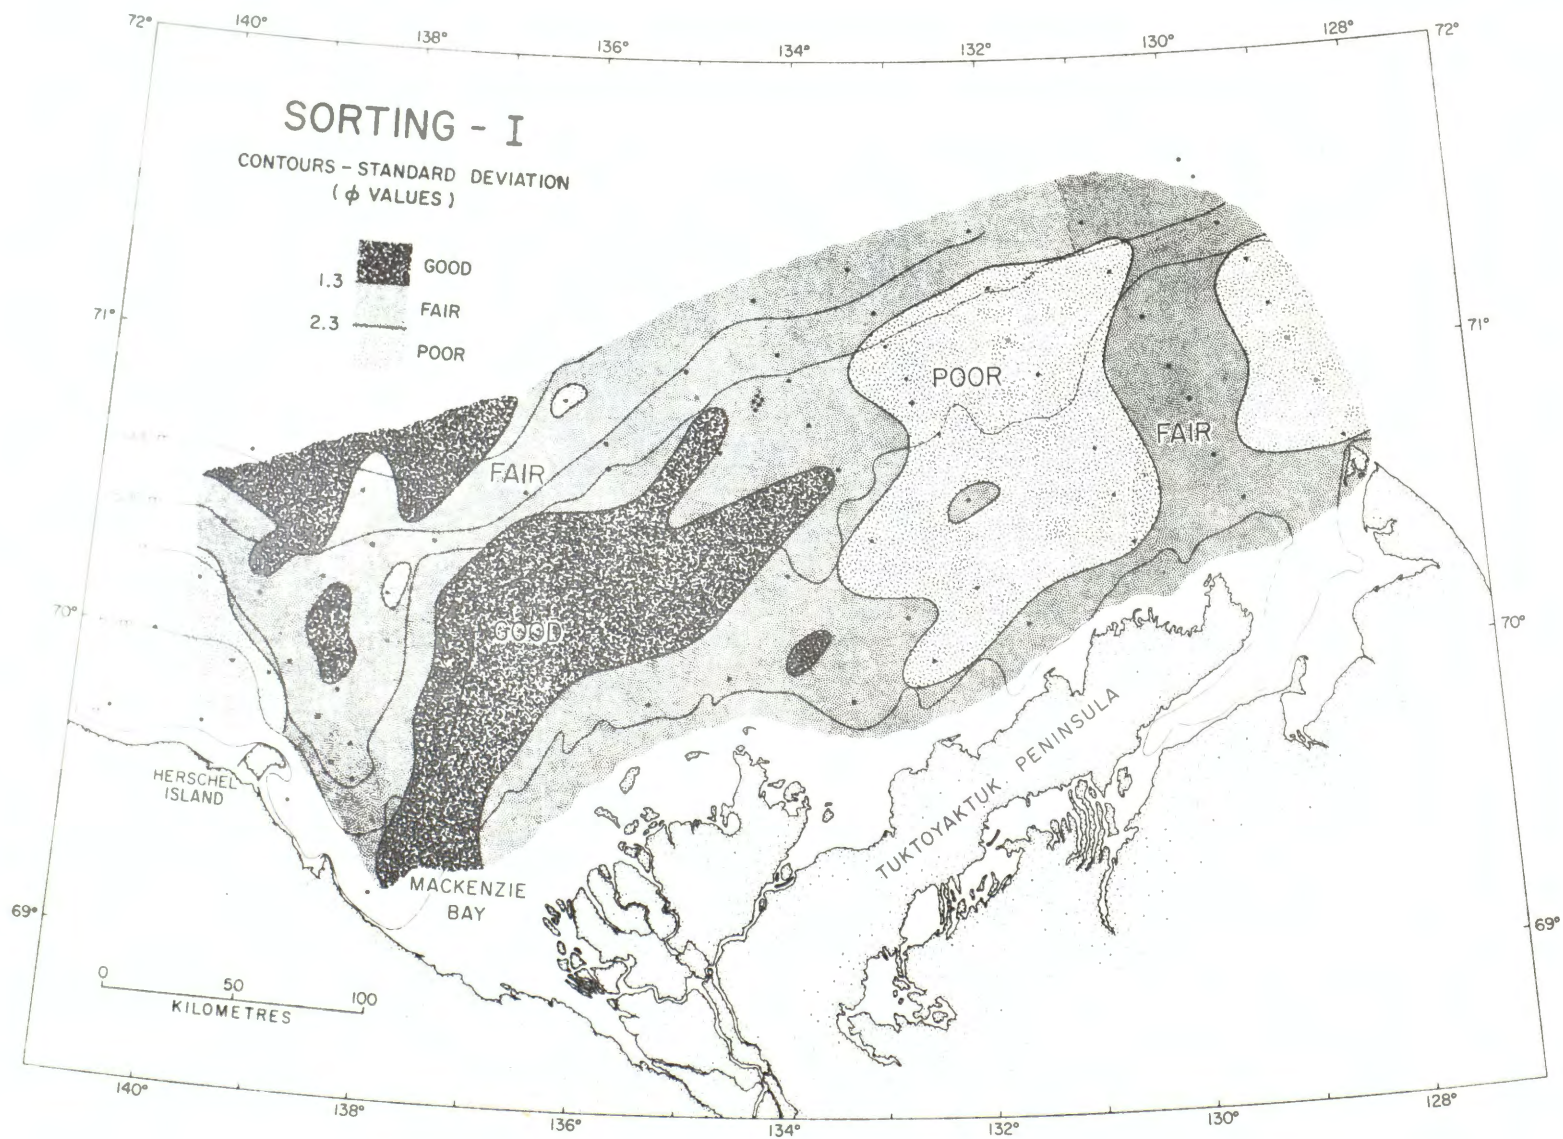 72°
140°
138°
136°
134°
132°
130°
128°
72°
SORTING - I
CONTOURS - STANDARD DEVIATION
( ϕ VALUES )
GOOD
1.3
FAIR
2.3
POOR
71°
71°
POOR
FAIR
FAIR
GOOD
70°
70°
HERSCHEL
ISLAND
TUKTOYAKTUK PENINSULA
MACKENZIE
BAY
69°
69°
0 50 100
KILOMETRES
140°
138°
136°
134°
132°
130°
128°